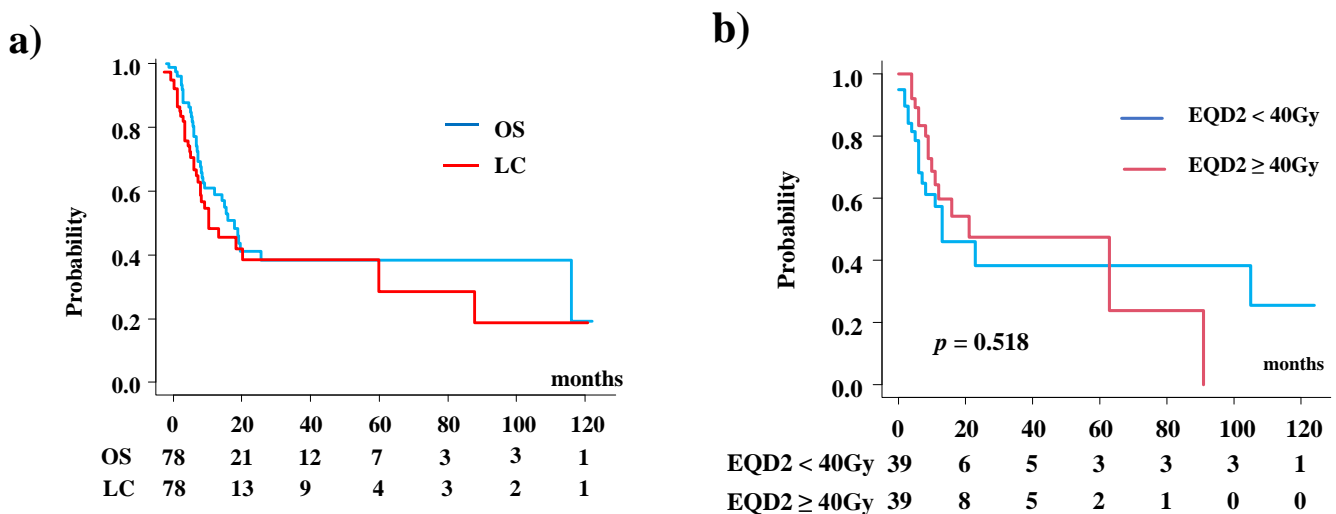 a)
1.0
0.8
0.6
0.4
0.2
0.0
Probability
OS
LC
months
0 20 40 60 80 100 120
OS 78 21 12 7 3 3 1
LC 78 13 9 4 3 2 1
b)
1.0
0.8
0.6
0.4
0.2
0.0
Probability
EQD2 < 40Gy
EQD2 ≥ 40Gy
p = 0.518
months
0 20 40 60 80 100 120
EQD2 < 40Gy 39 6 5 3 3 3 1
EQD2 ≥ 40Gy 39 8 5 2 1 0 0